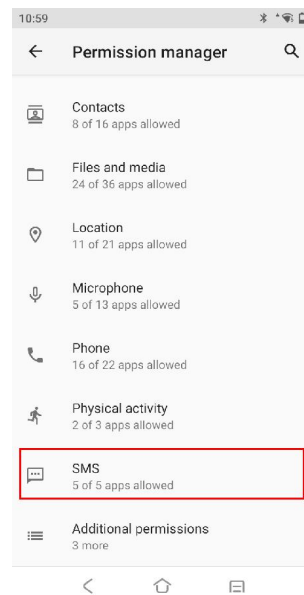 10:59
Permission manager
Contacts
8 of 16 apps allowed
Files and media
24 of 36 apps allowed
Location
11 of 21 apps allowed
Microphone
5 of 13 apps allowed
Phone
16 of 22 apps allowed
Physical activity
2 of 3 apps allowed
SMS
5 of 5 apps allowed
Additional permissions
3 more